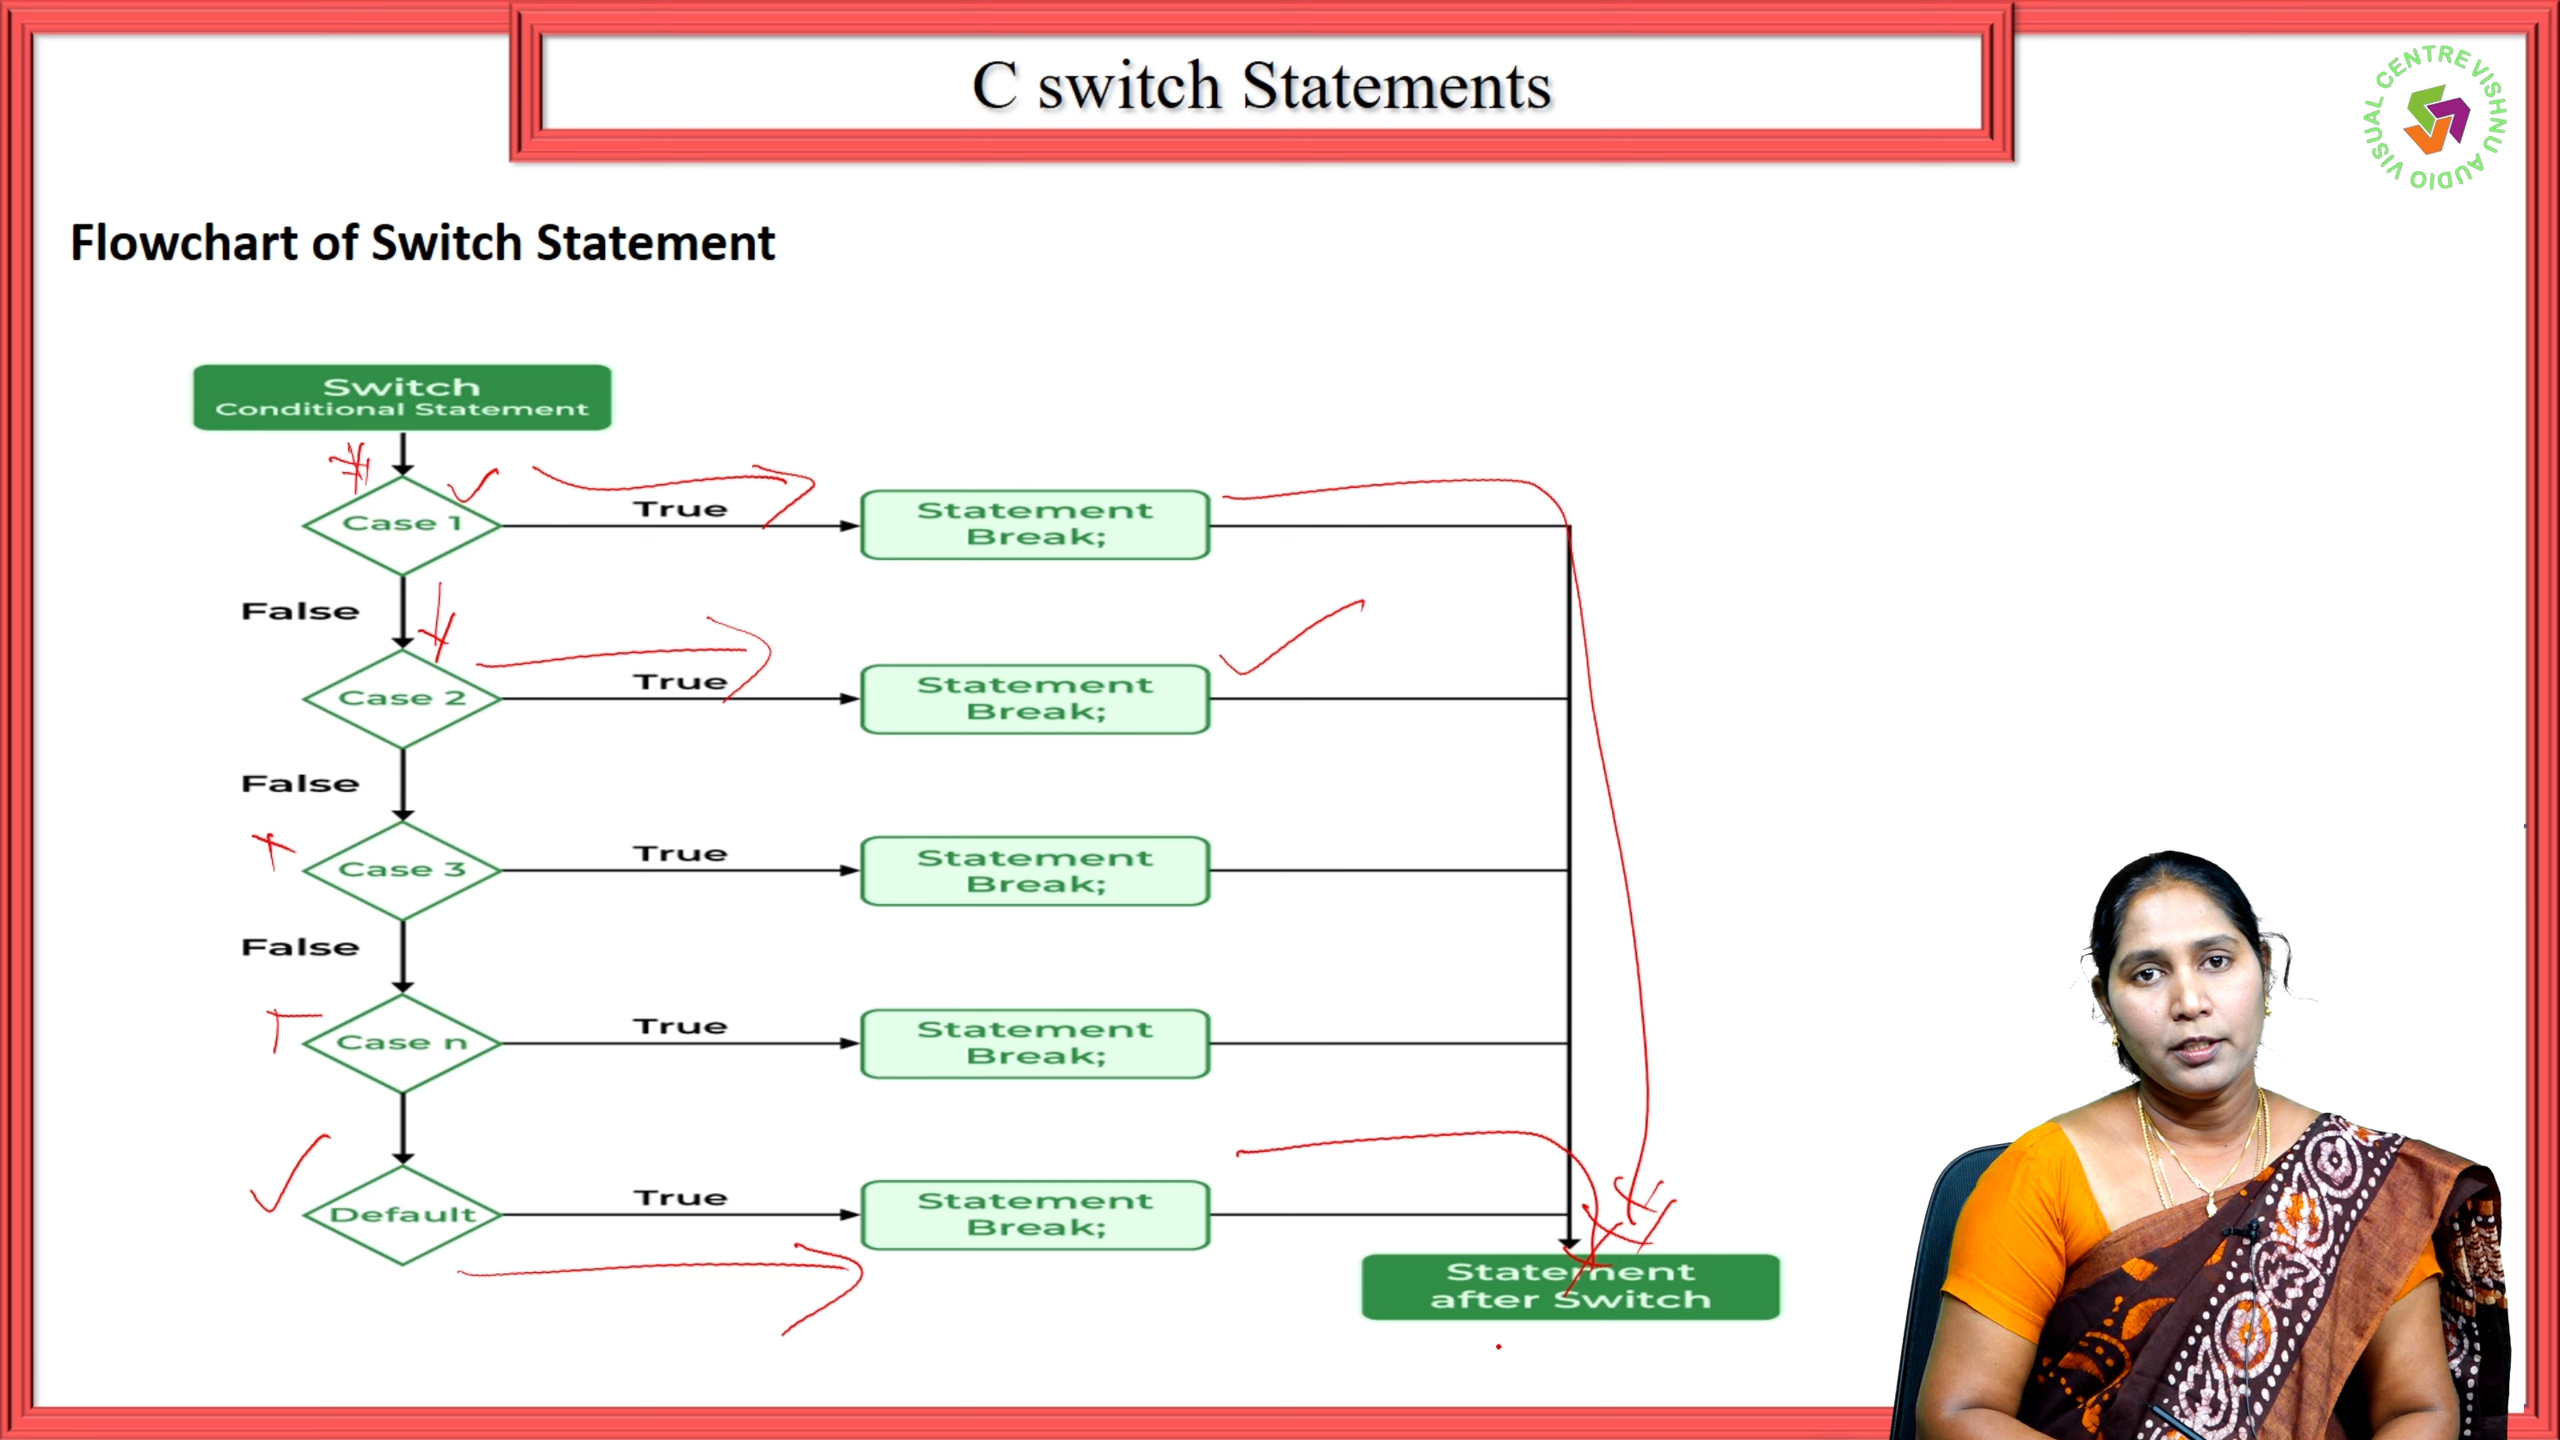 C switch Statements
VISHNU AUDIO VISUAL CENTRE
Flowchart of Switch Statement
Switch
Conditional Statement
Case 1
True
Statement
Break;
False
Case 2
True
Statement
Break;
False
Case 3
True
Statement
Break;
False
Case n
True
Statement
Break;
Default
True
Statement
Break;
Statement
after Switch